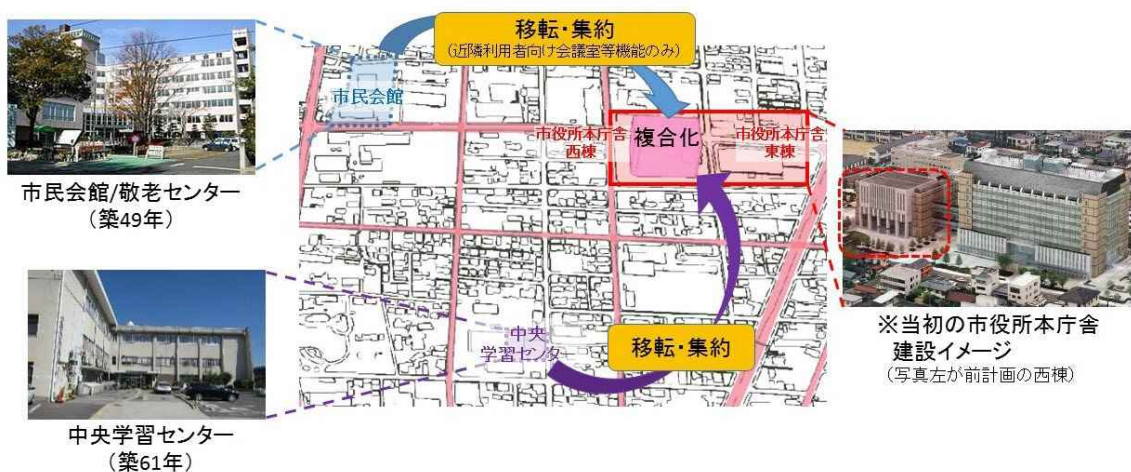 移転・集約
(近隣利用者向け会議室等機能のみ)
市民会館
市役所本庁舎
西棟
複合化
市役所本庁舎
東棟
市民会館/敬老センター
(築49年)
中央
学習センター
移転・集約
中央学習センター
(築61年)
※当初の市役所本庁舎
建設イメージ
(写真左が前計画の西棟)